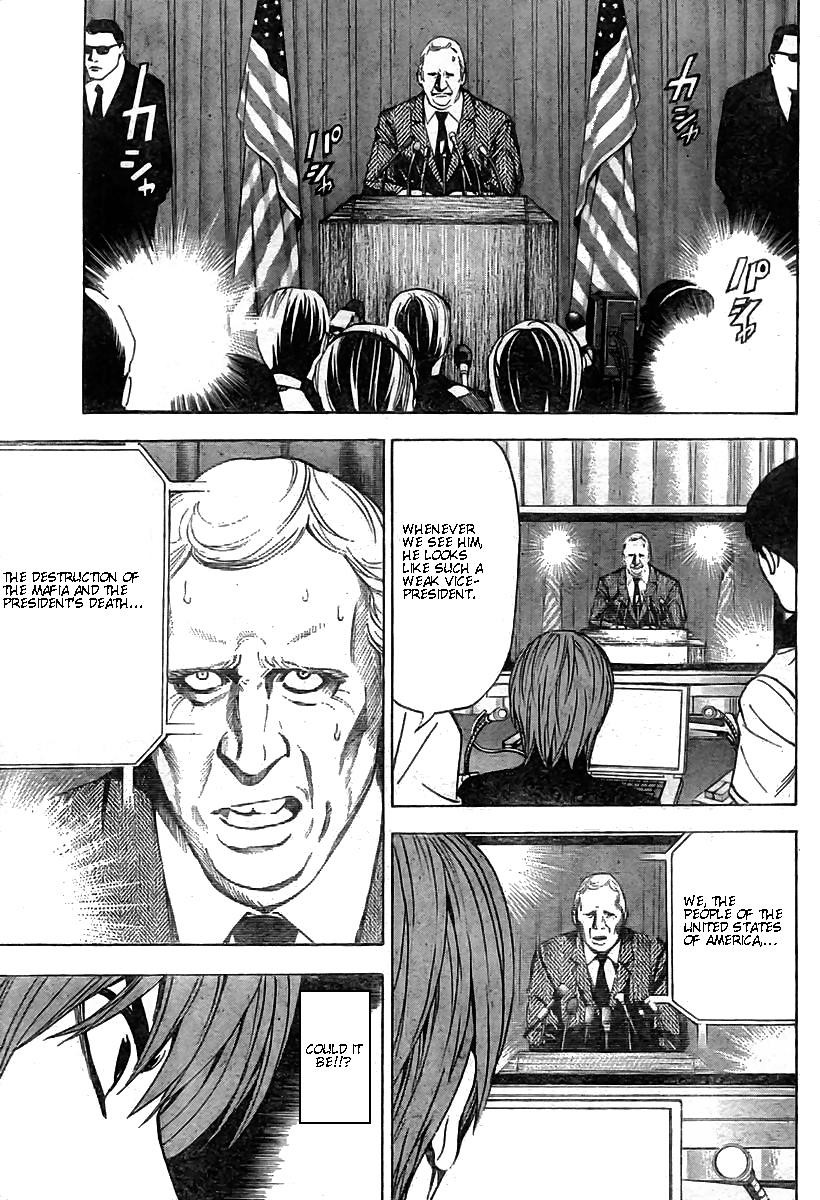 カシャ
パシャ
カシャ
パシャ
WHENEVER
WE SEE HIM,
HE LOOKS
LIKE SUCH A
WEAK VICE-
PRESIDENT.
WE, THE
PEOPLE OF THE
UNITED STATES
OF AMERICA,...
THE DESTRUCTION OF
THE MAFIA AND THE
PRESIDENT'S DEATH...
COULD IT
BE!!?